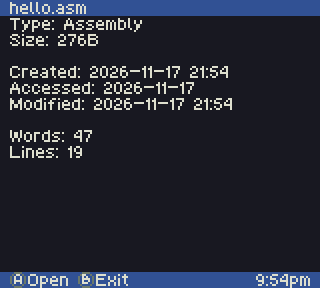 hello.asm
Type: Assembly
Size: 276B
Created: 2026-11-17 21:54
Accessed: 2026-11-17
Modified: 2026-11-17 21:54
Words: 47
Lines: 19
A Open B Exit 9:54pm